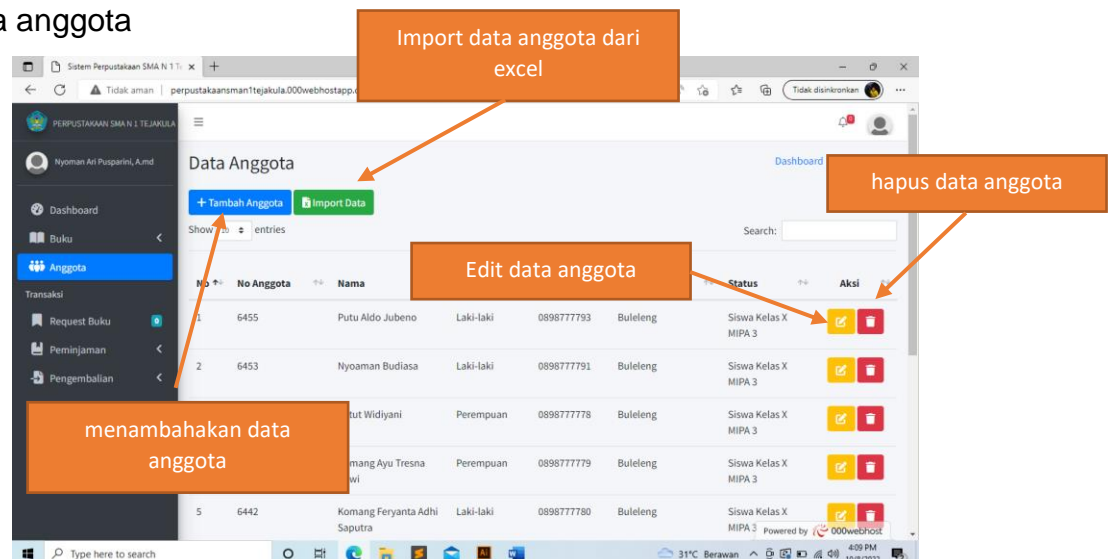 a anggota
Import data anggota dari
excel
Sistem Perpustakaan SMA N 1 T
Tidak aman | perpustakaansman1tejakula.000webhostapp.
Tidak disinkronkan
PERPUSTAKAAN SMA N 1 TEJAKULA
Nyoman Ari Pusparini, A.md
Data Anggota
Dashboard
hapus data anggota
+ Tambah Anggota
Import Data
Dashboard
Show 10 entries
Search:
Buku
Edit data anggota
Anggota
No No Anggota Nama Status Aksi
Transaksi
1 6455 Putu Aldo Jubeno Laki-laki 0898777793 Buleleng Siswa Kelas X
MIPA 3
Request Buku 0
Peminjaman
2 6453 Nyoaman Budiasa Laki-laki 0898777791 Buleleng Siswa Kelas X
MIPA 3
Pengembalian
menambahakan data
anggota
tut Widiyani Perempuan 0898777778 Buleleng Siswa Kelas X
MIPA 3
mang Ayu Tresna Perempuan 0898777779 Buleleng Siswa Kelas X
wi MIPA 3
5 6442 Komang Feryanta Adhi Laki-laki 0898777780 Buleleng Siswa Kelas X
Saputra MIPA 3
Powered by 000webhost
Type here to search
31°C Berawan
4:09 PM